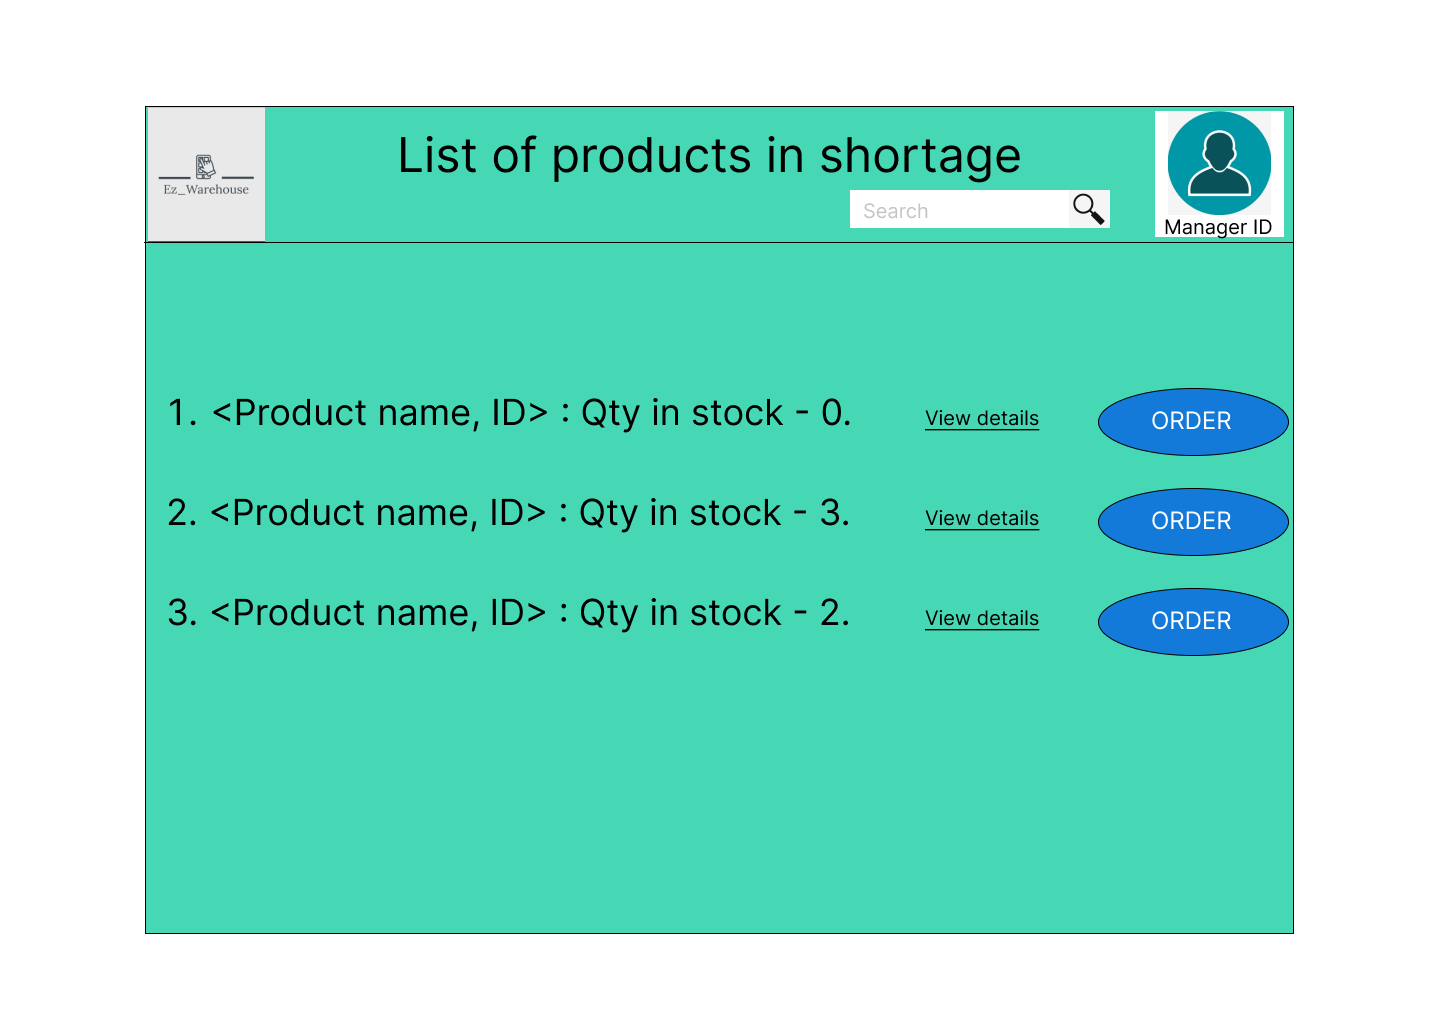 List of products in shortage
Ez_Warehouse
Search
Manager ID
1. <Product name, ID> : Qty in stock - 0.
View details
ORDER
2. <Product name, ID> : Qty in stock - 3.
View details
ORDER
3. <Product name, ID> : Qty in stock - 2.
View details
ORDER